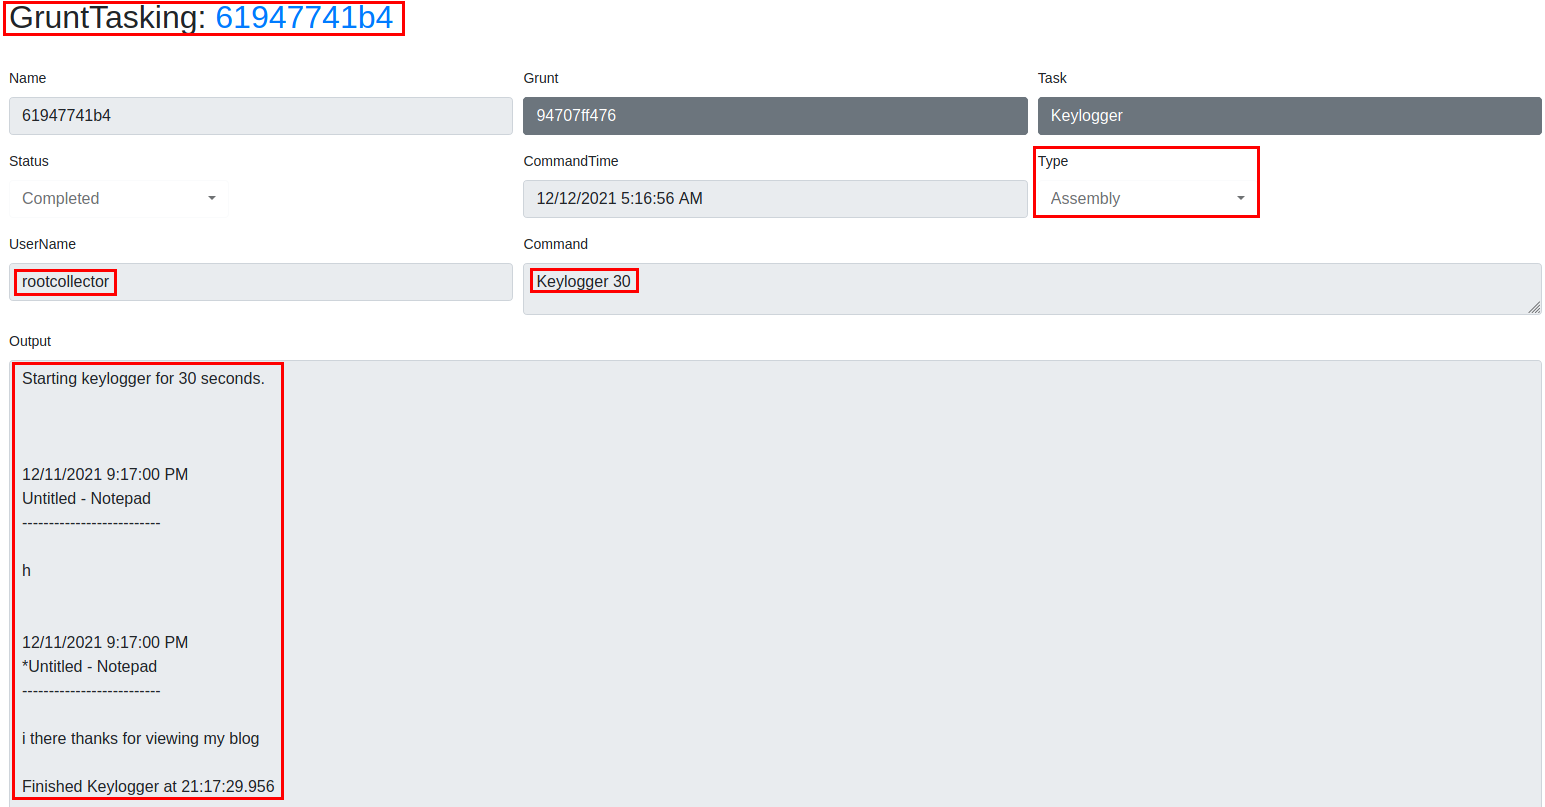 GruntTasking: 61947741b4
Name Grunt Task
61947741b4 94707ff476 Keylogger
Status CommandTime Type
Completed 12/12/2021 5:16:56 AM Assembly
UserName Command
rootcollector Keylogger 30
Output
Starting keylogger for 30 seconds.
12/11/2021 9:17:00 PM
Untitled - Notepad
--------------------------
h
12/11/2021 9:17:00 PM
*Untitled - Notepad
--------------------------
i there thanks for viewing my blog
Finished Keylogger at 21:17:29.956